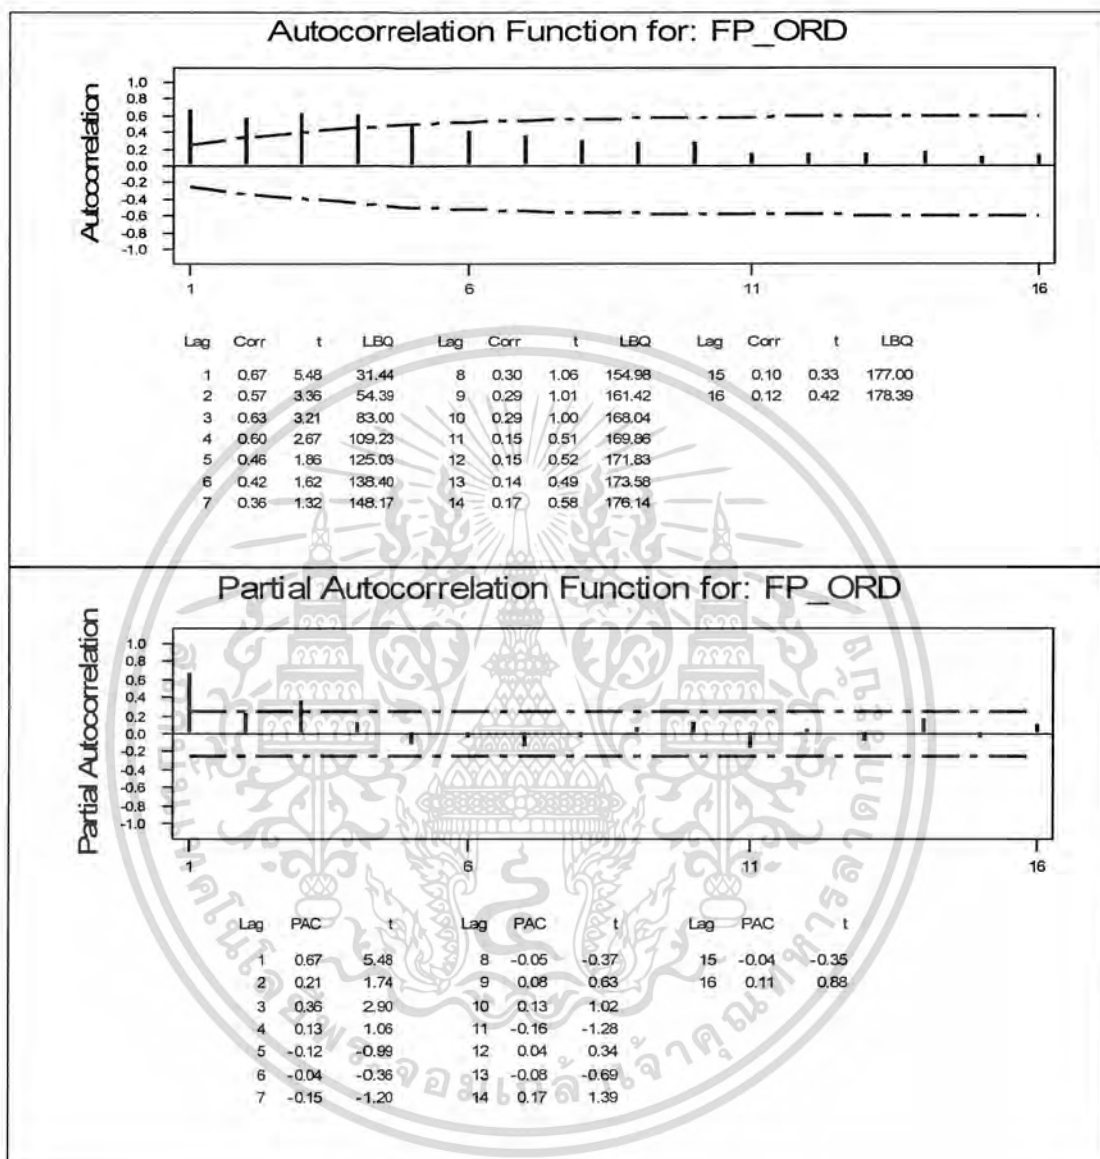 Autocorrelation Function for: FP_ORD
Autocorrelation
1.0
0.8
0.6
0.4
0.2
0.0
-0.2
-0.4
-0.6
-0.8
-1.0
1 6 11 16
Lag Corr t LBQ Lag Corr t LBQ Lag Corr t LBQ
1 0.67 5.48 31.44 8 0.30 1.06 154.98 15 0.10 0.33 177.00
2 0.57 3.36 54.39 9 0.29 1.01 161.42 16 0.12 0.42 178.39
3 0.63 3.21 83.00 10 0.29 1.00 168.04
4 0.60 2.67 109.23 11 0.15 0.51 169.86
5 0.46 1.86 125.03 12 0.15 0.52 171.83
6 0.42 1.62 138.40 13 0.14 0.49 173.58
7 0.36 1.32 148.17 14 0.17 0.58 176.14
Partial Autocorrelation Function for: FP_ORD
Partial Autocorrelation
1.0
0.8
0.6
0.4
0.2
0.0
-0.2
-0.4
-0.6
-0.8
-1.0
1 6 11 16
Lag PAC t Lag PAC t Lag PAC t
1 0.67 5.48 8 -0.05 -0.37 15 -0.04 -0.35
2 0.21 1.74 9 0.08 0.63 16 0.11 0.88
3 0.36 2.90 10 0.13 1.02
4 0.13 1.06 11 -0.16 -1.28
5 -0.12 -0.99 12 0.04 0.34
6 -0.04 -0.36 13 -0.08 -0.69
7 -0.15 -1.20 14 0.17 1.39